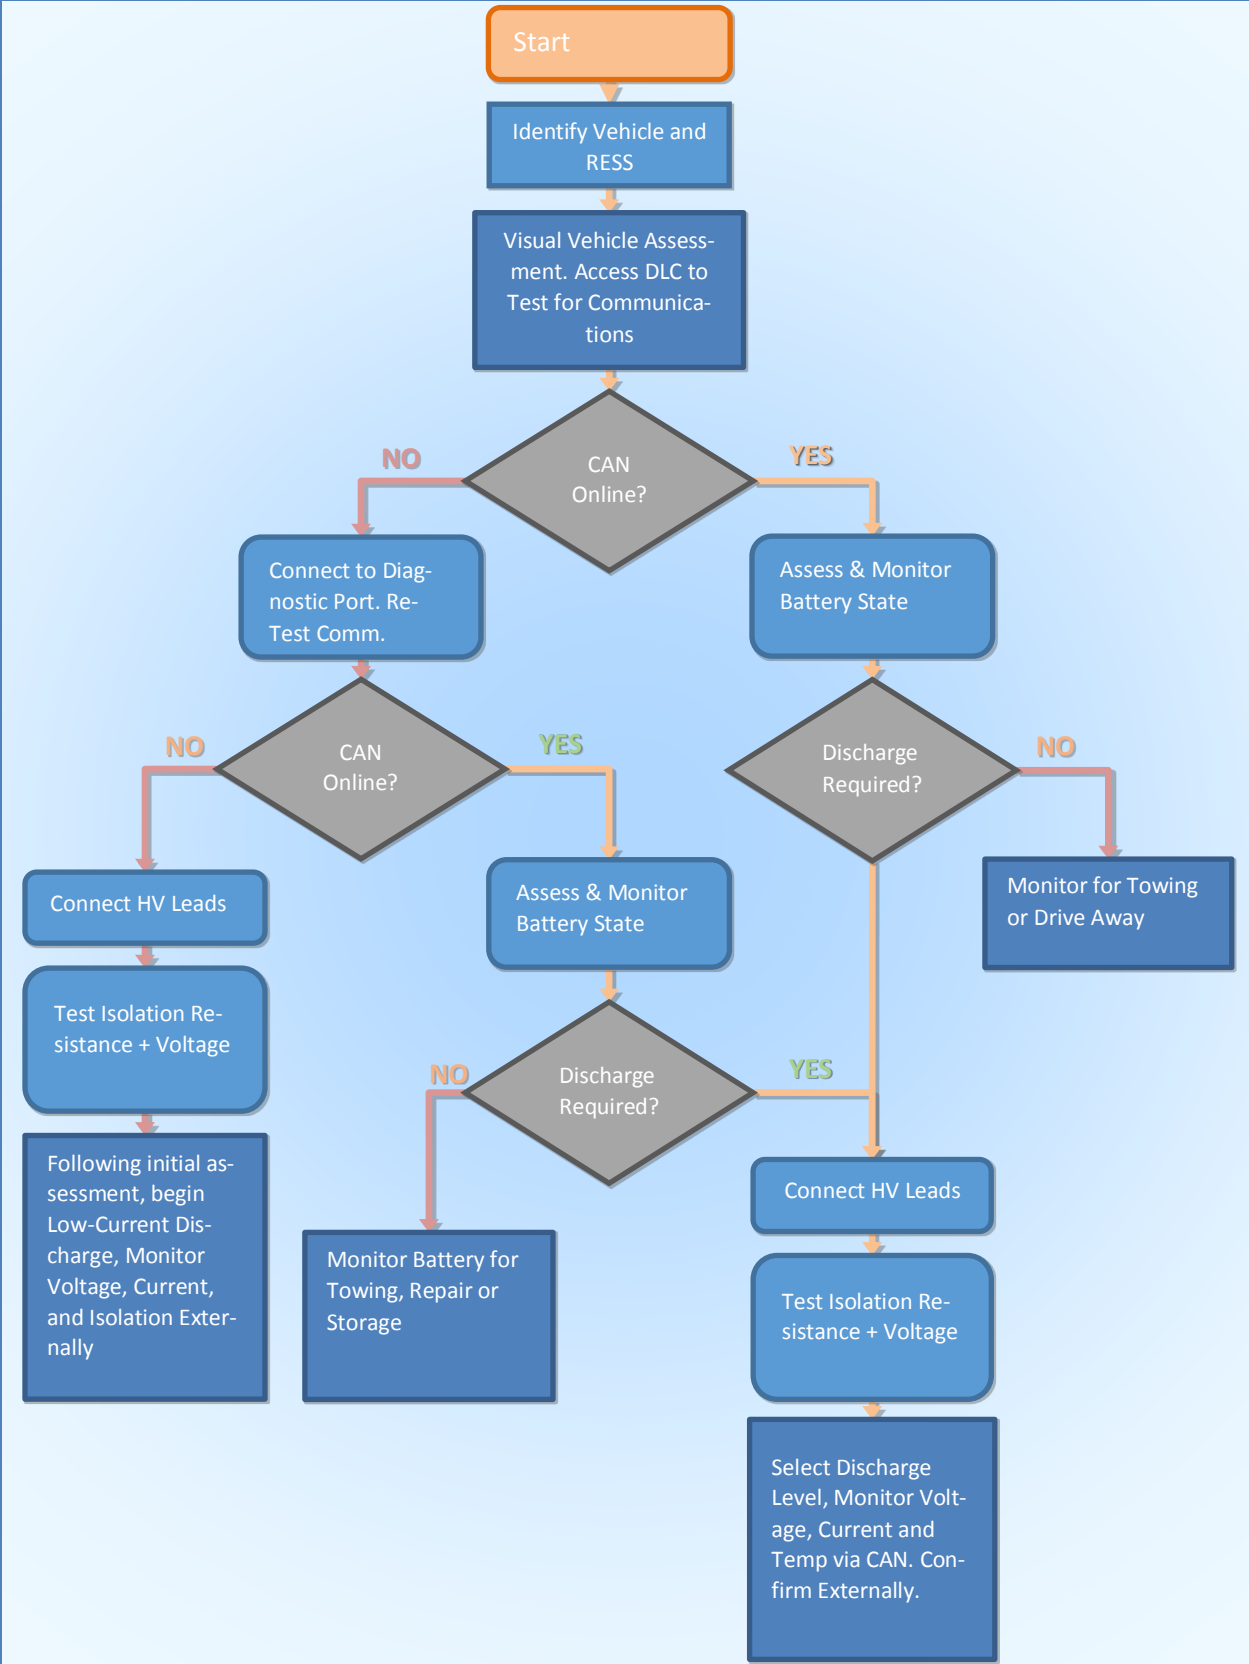 Start
Identify Vehicle and
RESS
Visual Vehicle Assess-
ment. Access DLC to
Test for Communica-
tions
CAN
Online?
NO
YES
Connect to Diag-
nostic Port. Re-
Test Comm.
Assess & Monitor
Battery State
CAN
Online?
NO
YES
Discharge
Required?
NO
Connect HV Leads
Assess & Monitor
Battery State
Monitor for Towing
or Drive Away
Test Isolation Re-
sistance + Voltage
Discharge
Required?
NO
YES
Following initial as-
sessment, begin
Low-Current Dis-
charge, Monitor
Voltage, Current,
and Isolation Exter-
nally
Monitor Battery for
Towing, Repair or
Storage
Connect HV Leads
Test Isolation Re-
sistance + Voltage
Select Discharge
Level, Monitor Volt-
age, Current and
Temp via CAN. Con-
firm Externally.